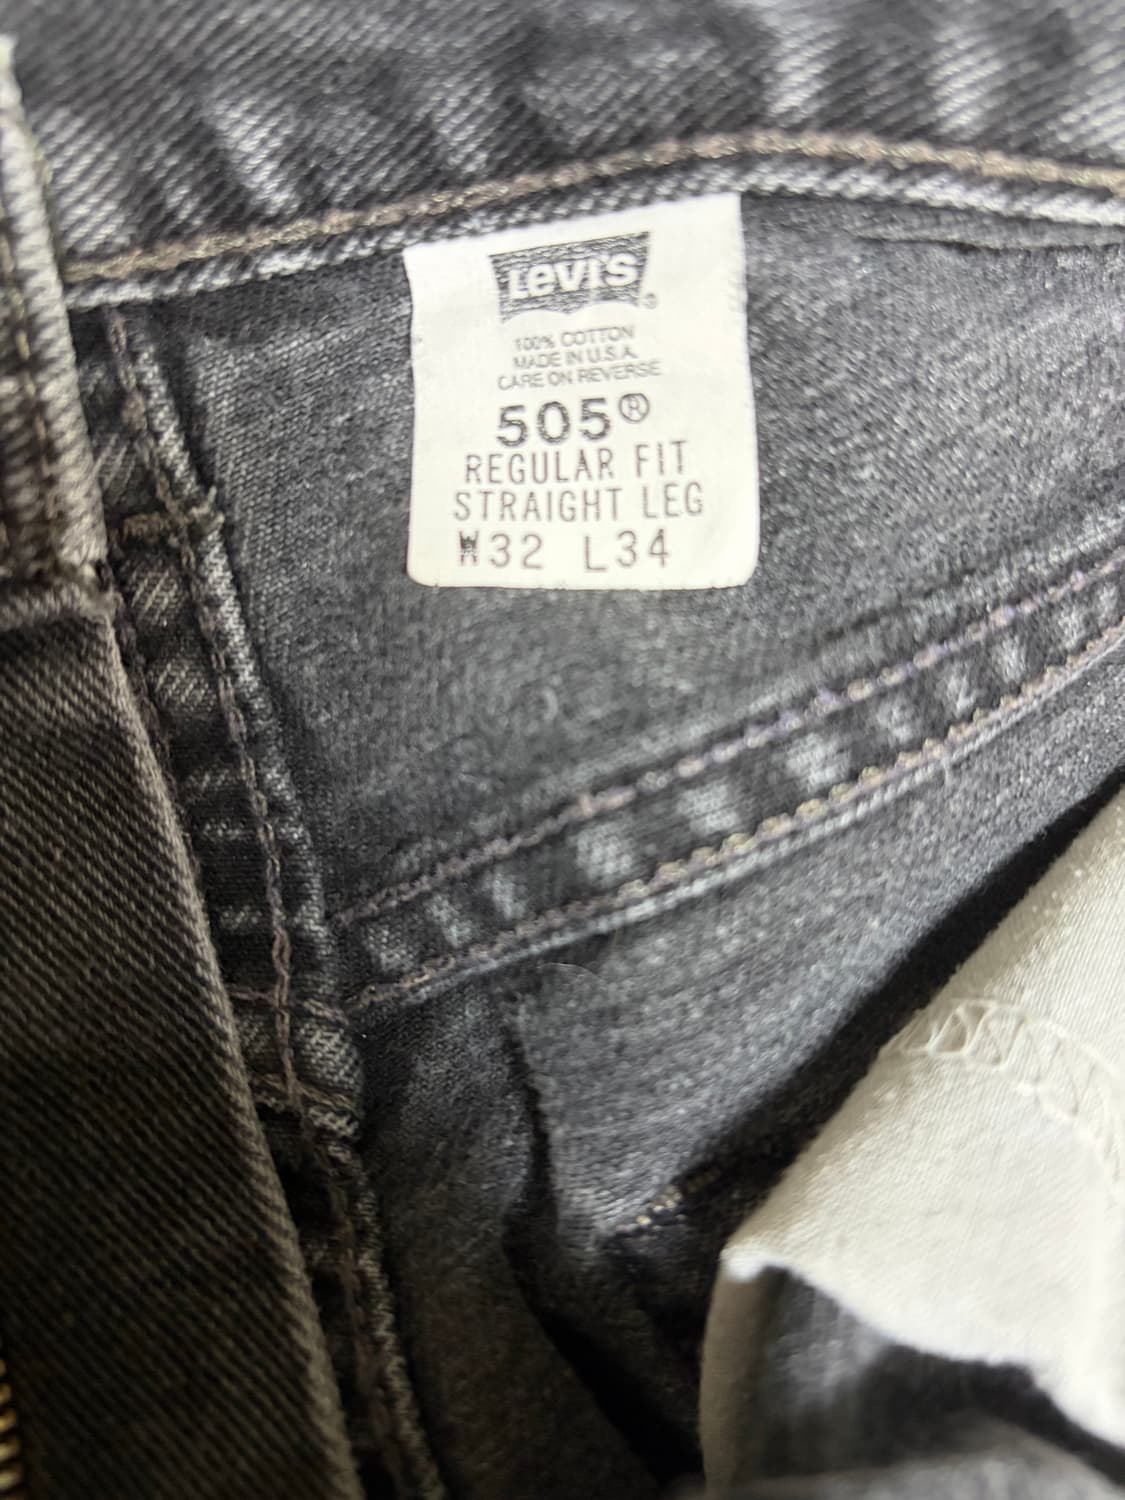 LEVI'S®
100% COTTON
MADE IN U.S.A.
CARE ON REVERSE
505®
REGULAR FIT
STRAIGHT LEG
W32 L34